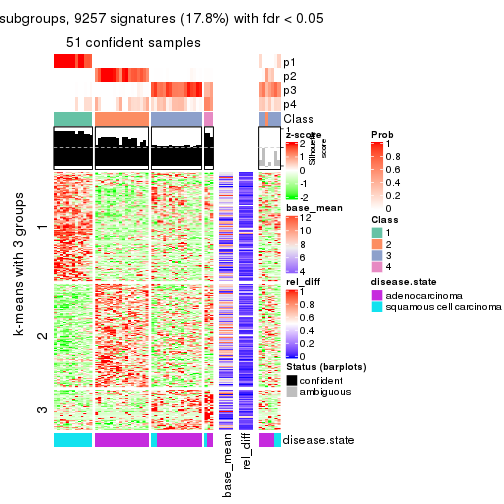 subgroups, 9257 signatures (17.8%) with fdr < 0.05
51 confident samples
p1
p2
p3
p4
Class
1
Silhouette
score
k-means with 3 groups
1
2
3
disease.state
base_mean
rel_diff
z-score
2
1
0
-1
-2
base_mean
12
10
8
6
4
rel_diff
1
0.8
0.6
0.4
0.2
0
Status (barplots)
confident
ambiguous
Prob
1
0.8
0.6
0.4
0.2
0
Class
1
2
3
4
disease.state
adenocarcinoma
squamous cell carcinoma